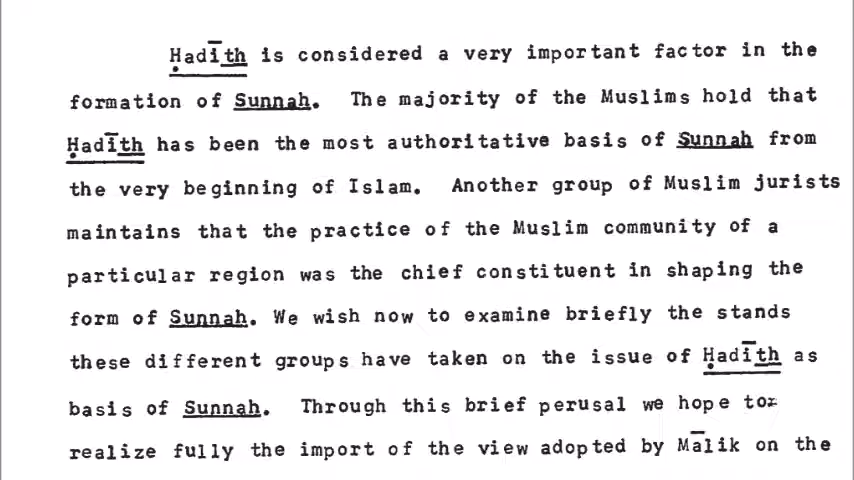 Ḥadīth is considered a very important factor in the
formation of Sunnah. The majority of the Muslims hold that
Ḥadīth has been the most authoritative basis of Sunnah from
the very beginning of Islam. Another group of Muslim jurists
maintains that the practice of the Muslim community of a
particular region was the chief constituent in shaping the
form of Sunnah. We wish now to examine briefly the stands
these different groups have taken on the issue of Ḥadīth as
basis of Sunnah. Through this brief perusal we hope to
realize fully the import of the view adopted by Mālik on the